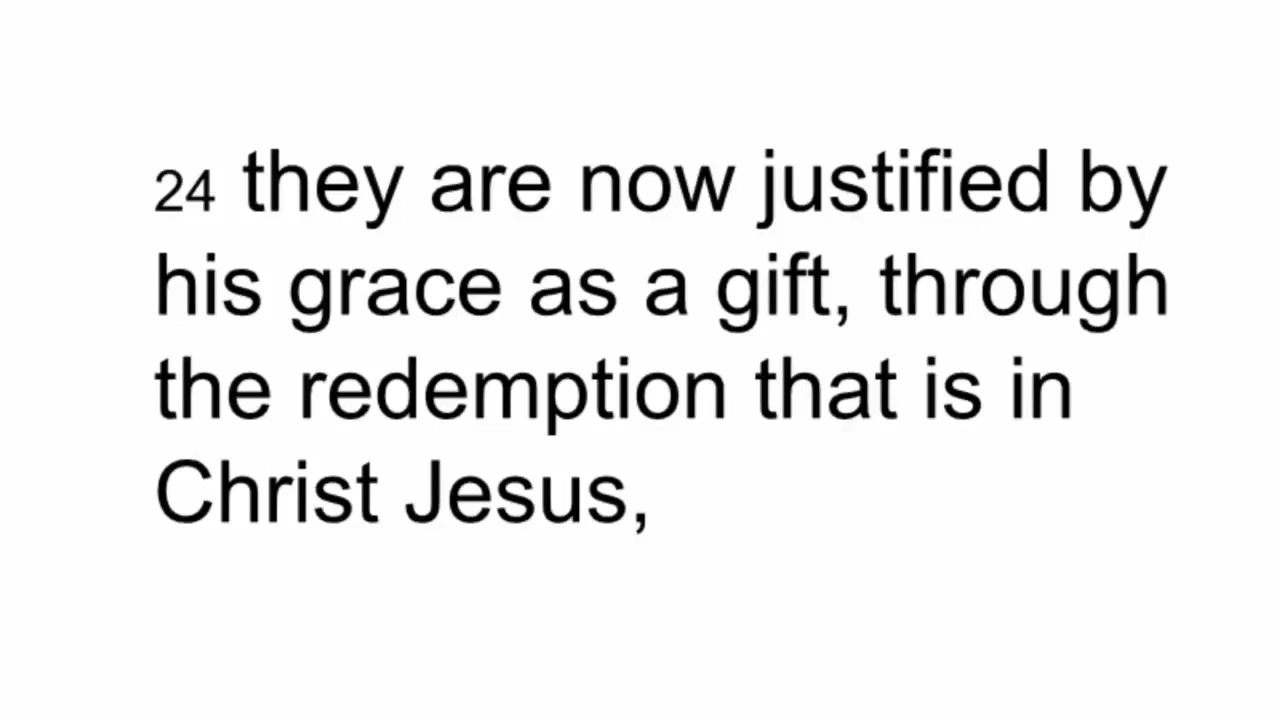 24 they are now justified by
his grace as a gift, through
the redemption that is in
Christ Jesus,